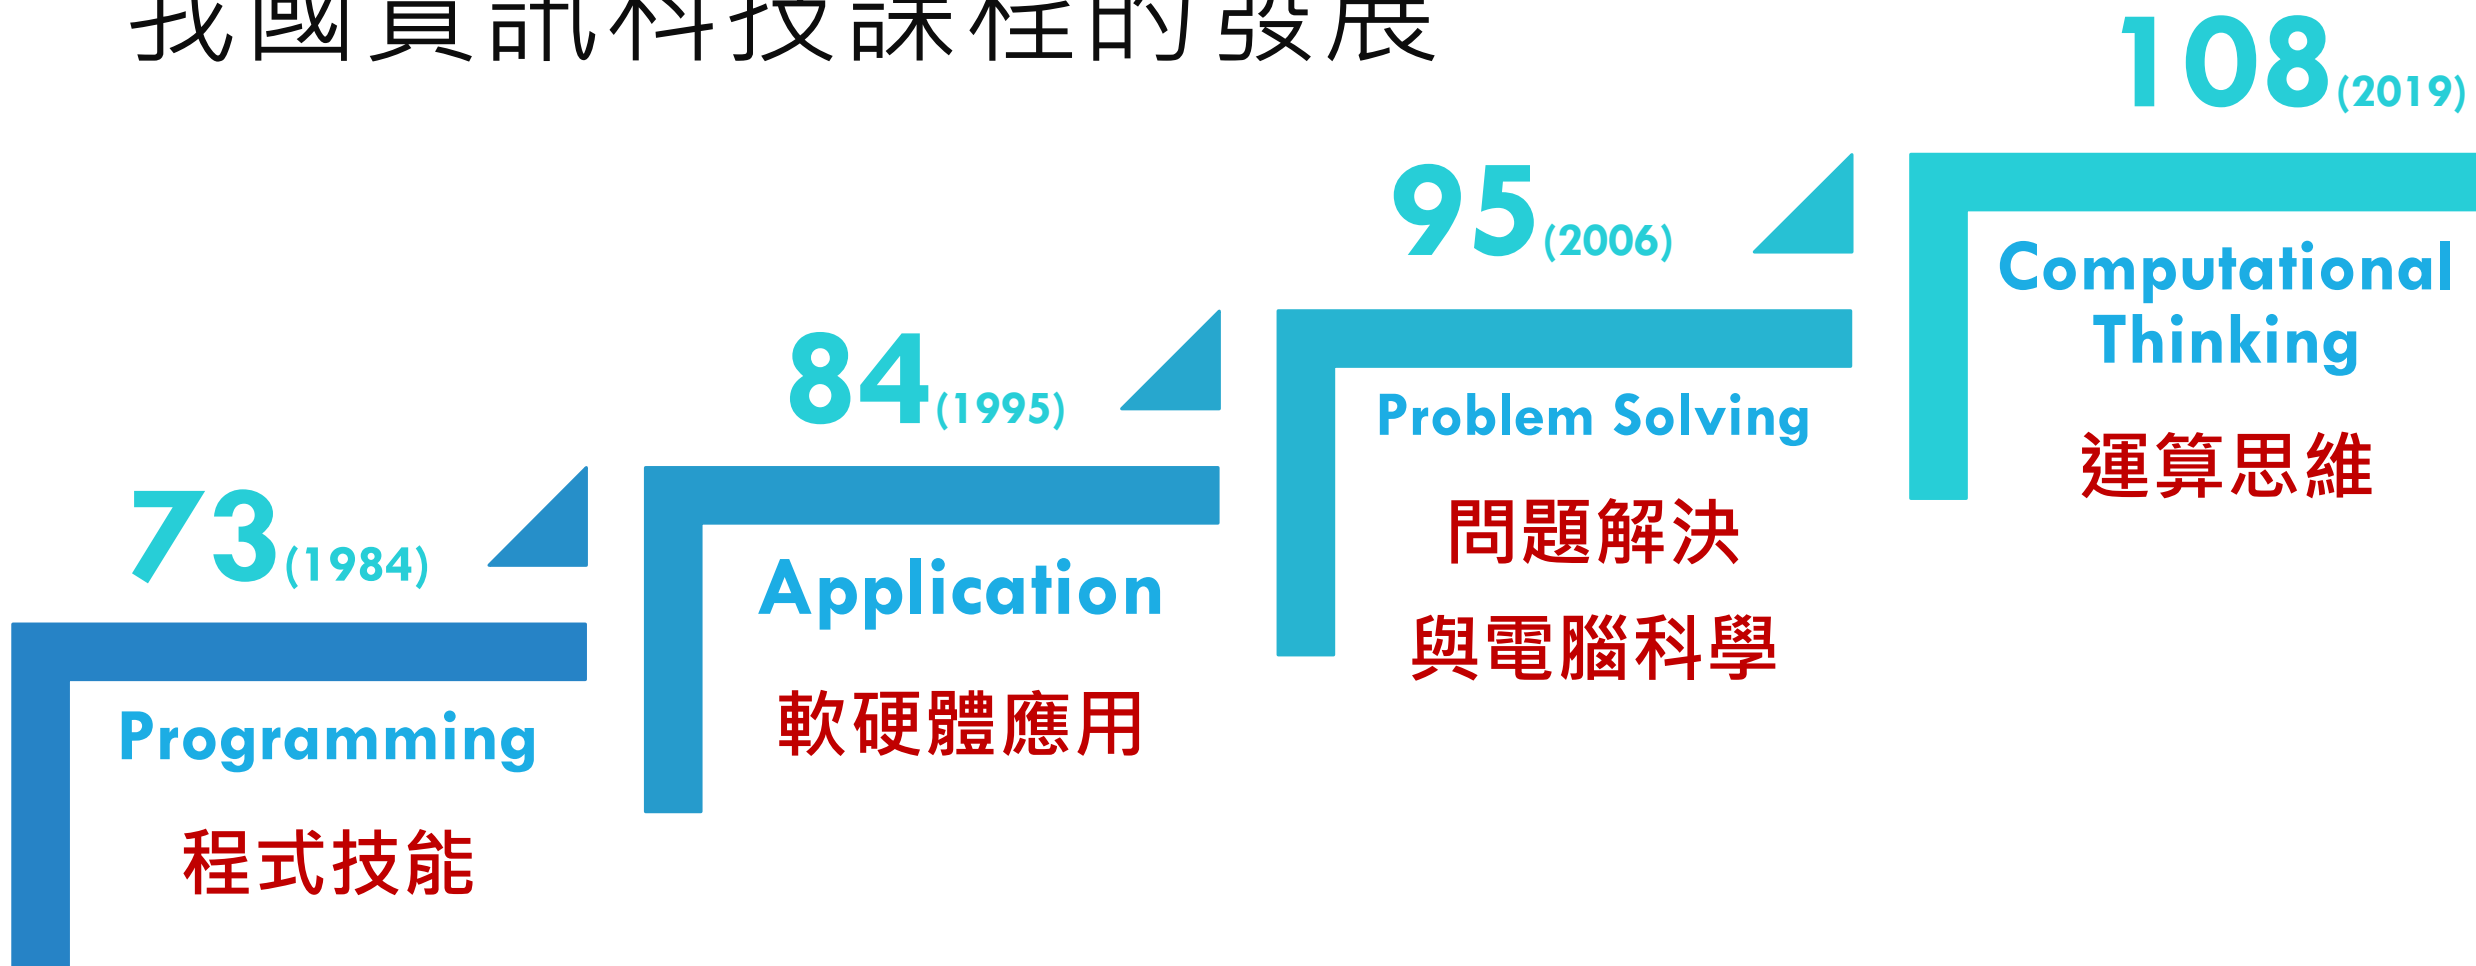 我國資訊科技課程的發展
73(1984)
Programming
程式技能
84(1995)
Application
軟硬體應用
95(2006)
Problem Solving
問題解決
與電腦科學
108(2019)
Computational
Thinking
運算思維